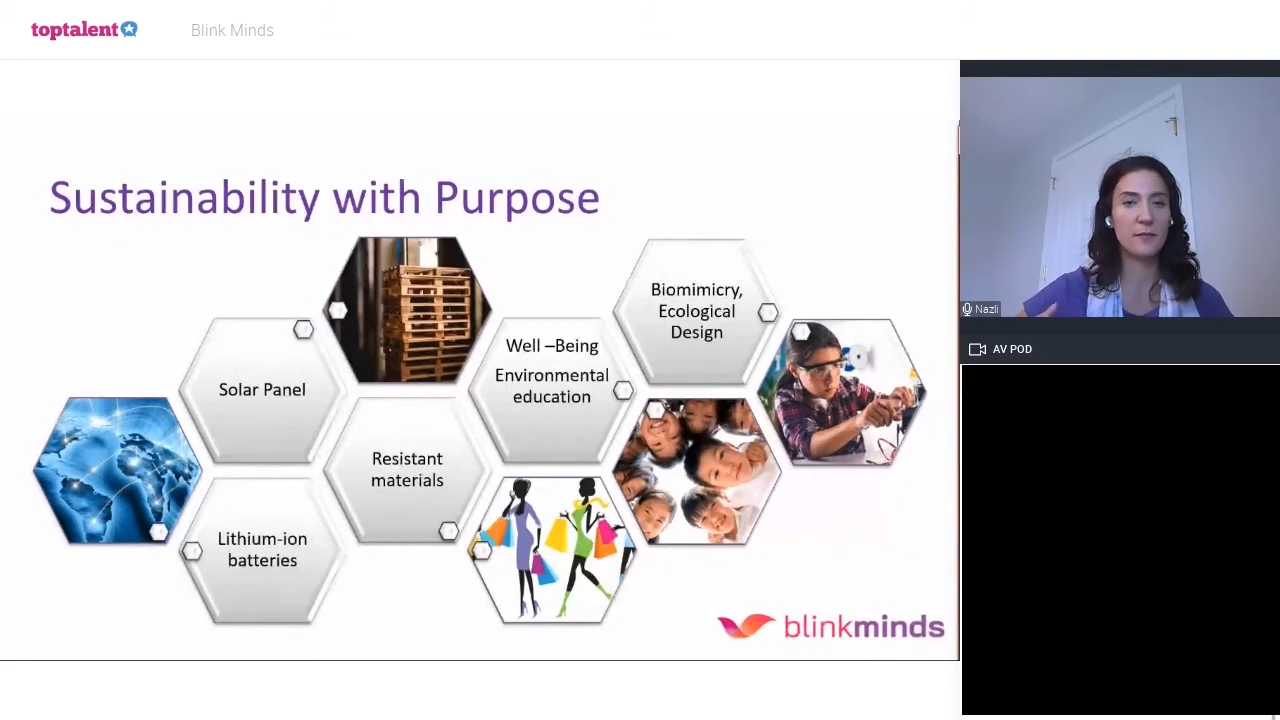 toptalent
Blink Minds
Sustainability with Purpose
Solar Panel
Lithium-ion
batteries
Resistant
materials
Well –Being
Environmental
education
Biomimicry,
Ecological
Design
blinkminds
Nazli
AV POD